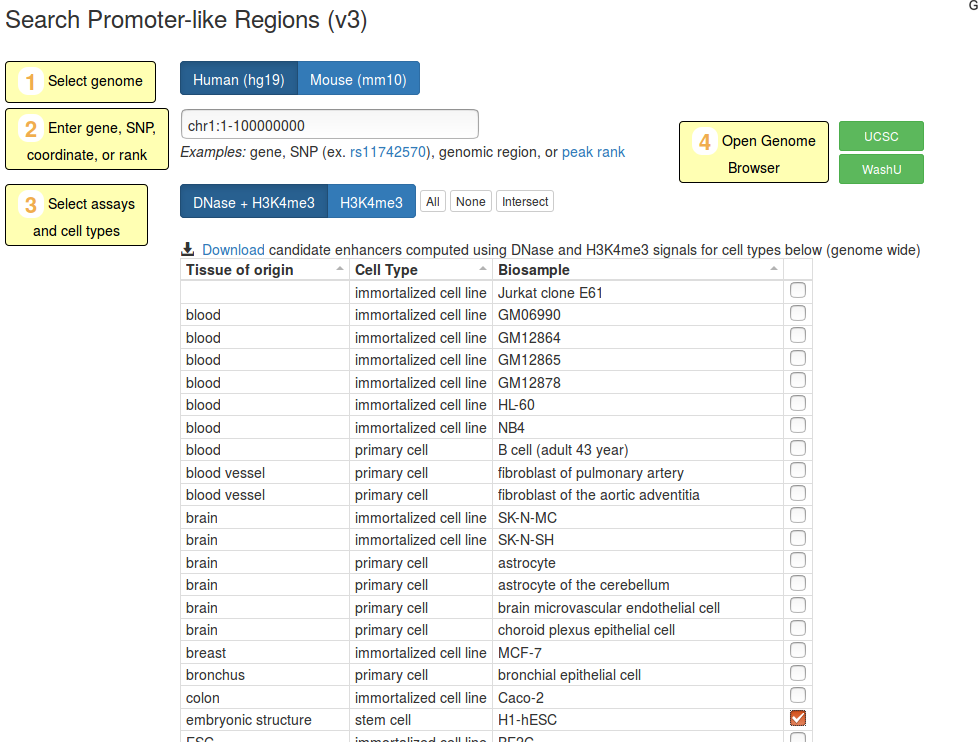 G
Search Promoter-like Regions (v3)
1 Select genome
Human (hg19) Mouse (mm10)
2 Enter gene, SNP,
coordinate, or rank
chr1:1-100000000
Examples: gene, SNP (ex. rs11742570), genomic region, or peak rank
4 Open Genome
Browser
UCSC
WashU
3 Select assays
and cell types
DNase + H3K4me3 H3K4me3 All None Intersect
Download candidate enhancers computed using DNase and H3K4me3 signals for cell types below (genome wide)
Tissue of origin Cell Type Biosample
immortalized cell line Jurkat clone E61
blood immortalized cell line GM06990
blood immortalized cell line GM12864
blood immortalized cell line GM12865
blood immortalized cell line GM12878
blood immortalized cell line HL-60
blood immortalized cell line NB4
blood primary cell B cell (adult 43 year)
blood vessel primary cell fibroblast of pulmonary artery
blood vessel primary cell fibroblast of the aortic adventitia
brain immortalized cell line SK-N-MC
brain immortalized cell line SK-N-SH
brain primary cell astrocyte
brain primary cell astrocyte of the cerebellum
brain primary cell brain microvascular endothelial cell
brain primary cell choroid plexus epithelial cell
breast immortalized cell line MCF-7
bronchus primary cell bronchial epithelial cell
colon immortalized cell line Caco-2
embryonic structure stem cell H1-hESC
immortalized cell line